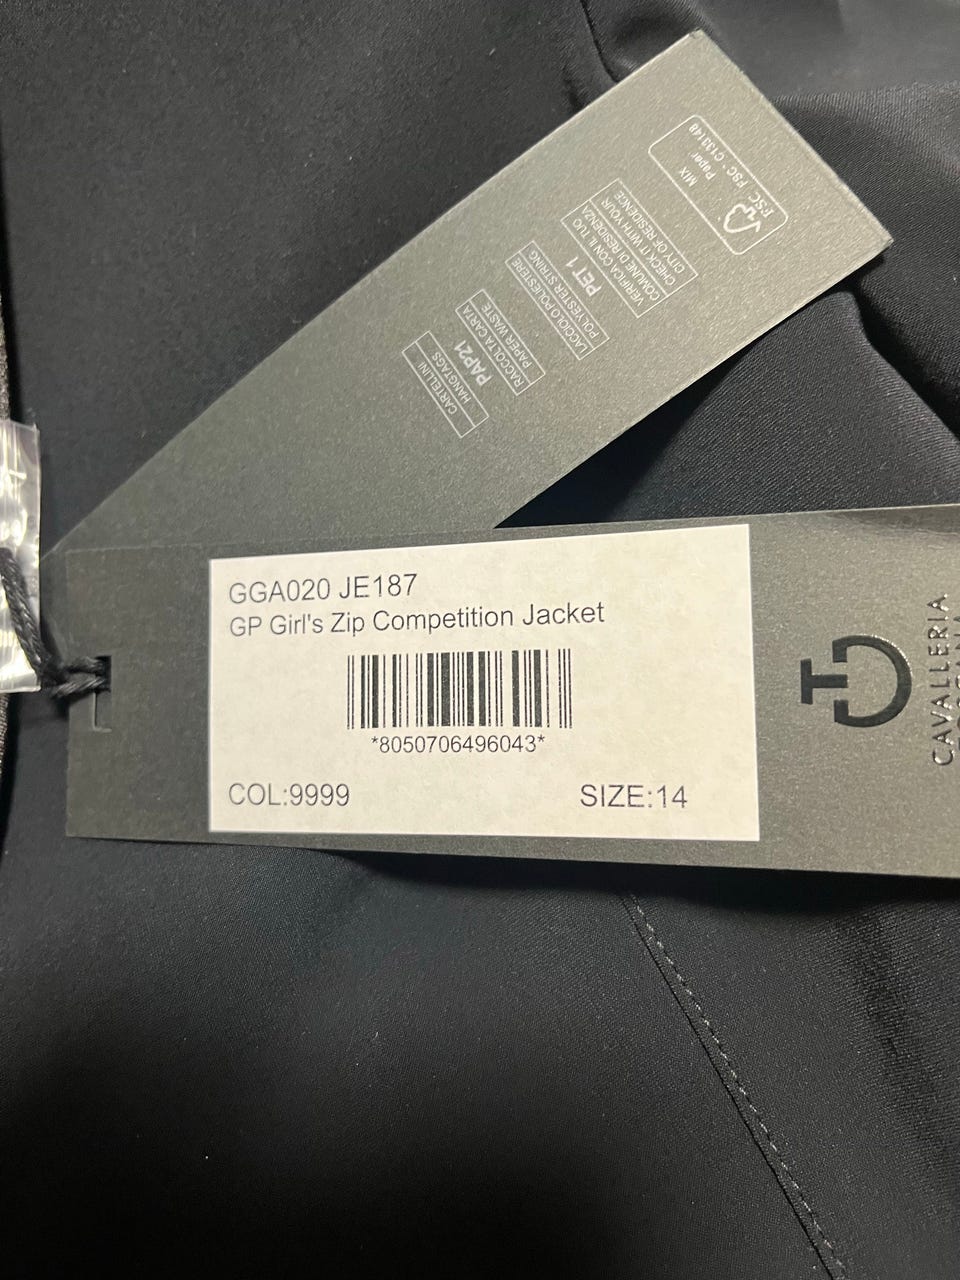 GGA020 JE187
GP Girl's Zip Competition Jacket
*8050706496043*
COL:9999
SIZE:14
CAVALLERIA
CARTELLINI
HANGTAGS
PAP21
RACCOLTA CARTA
PAPER WASTE
LACCIOLO POLIESTERE
POLYESTER STRING
PET 1
VERIFICA CON IL TUO
COMUNE DI RESIDENZA
CHECK IT WITH YOUR
CITY OF RESIDENCE
FSC
MIX
Paper
FSC® C133148